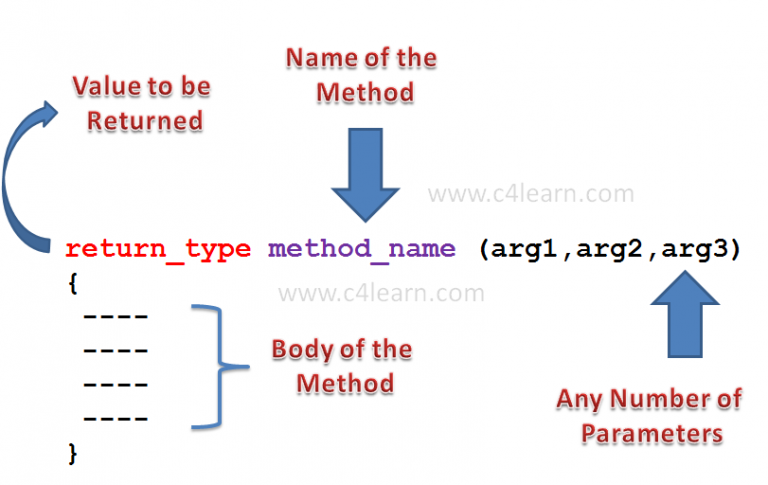 Name of the
Method
Value to be
Returned
www.c4learn.com
return_type method_name (arg1,arg2,arg3)
{
www.c4learn.com
----
----
----
----
Body of the
Method
Any Number of
Parameters
}